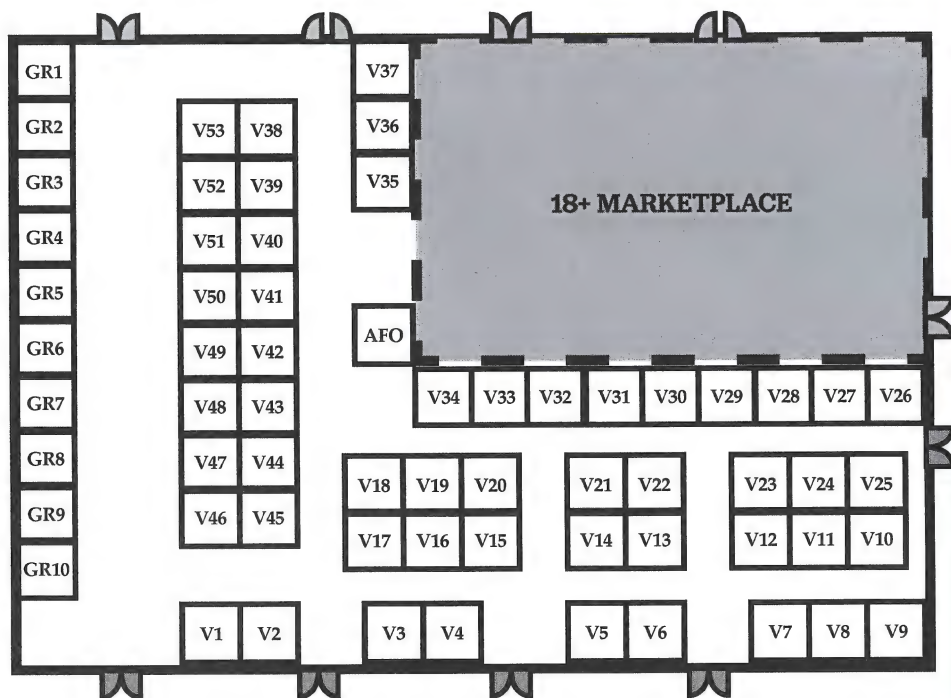 GR1 V37
GR2 V53 V38 V36
GR3 V52 V39 V35 18+ MARKETPLACE
GR4 V51 V40
GR5 V50 V41
GR6 V49 V42 AFO
GR7 V48 V43 V34 V33 V32 V31 V30 V29 V28 V27 V26
GR8 V47 V44 V18 V19 V20 V21 V22 V23 V24 V25
GR9 V46 V45 V17 V16 V15 V14 V13 V12 V11 V10
GR10
V1 V2 V3 V4 V5 V6 V7 V8 V9